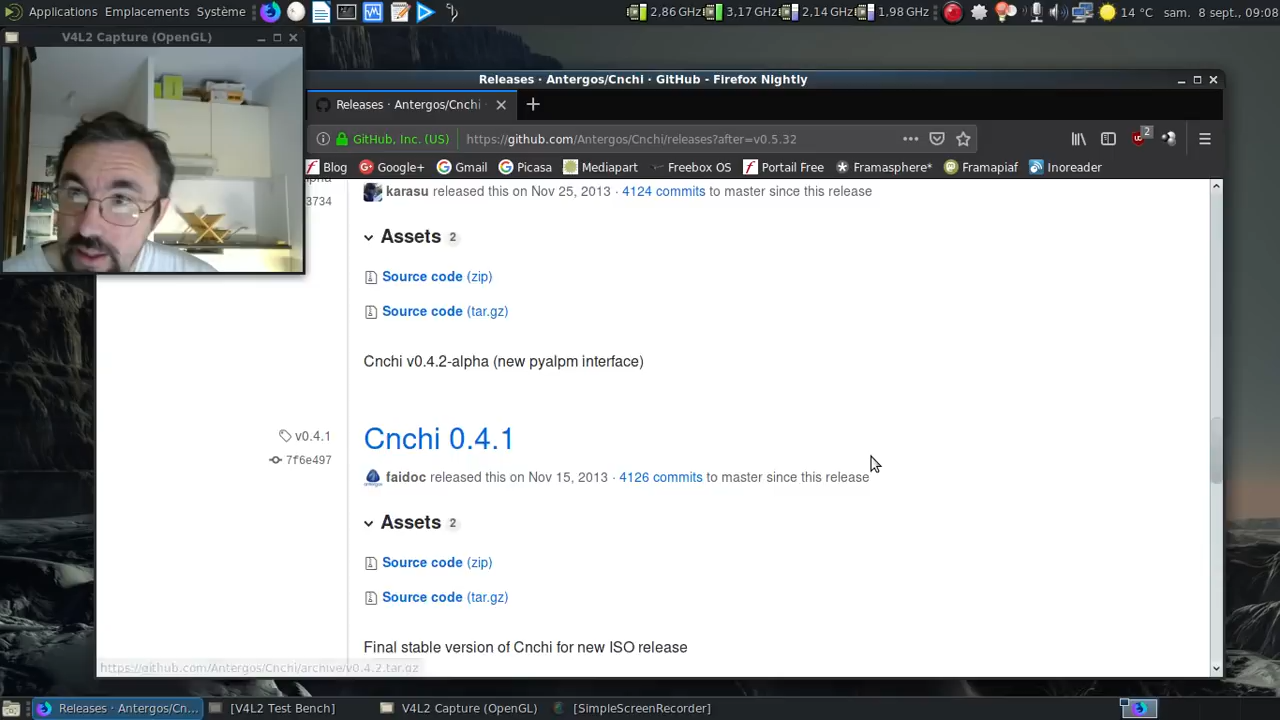 Applications Emplacements Système 2,86 GHz 3,17 GHz 2,14 GHz 1,98 GHz 14 °C sam. 8 sept., 09:08
V4L2 Capture (OpenGL)
Releases · Antergos/Cnchi · GitHub - Firefox Nightly
Releases · Antergos/Cnchi
GitHub, Inc. (US) https://github.com/Antergos/Cnchi/releases?after=v0.5.32 2
Blog Google+ Gmail Picasa Mediapart Freebox OS Portail Free Framasphere* Framapiaf Inoreader
3734 karasu released this on Nov 25, 2013 · 4124 commits to master since this release
Assets 2
Source code (zip)
Source code (tar.gz)
Cnchi v0.4.2-alpha (new pyalpm interface)
v0.4.1 Cnchi 0.4.1
7f6e497 faidoc released this on Nov 15, 2013 · 4126 commits to master since this release
Assets 2
Source code (zip)
Source code (tar.gz)
Final stable version of Cnchi for new ISO release
https://github.com/Antergos/Cnchi/archive/v0.4.2.tar.gz
Releases · Antergos/Cn... [V4L2 Test Bench] V4L2 Capture (OpenGL) [SimpleScreenRecorder]